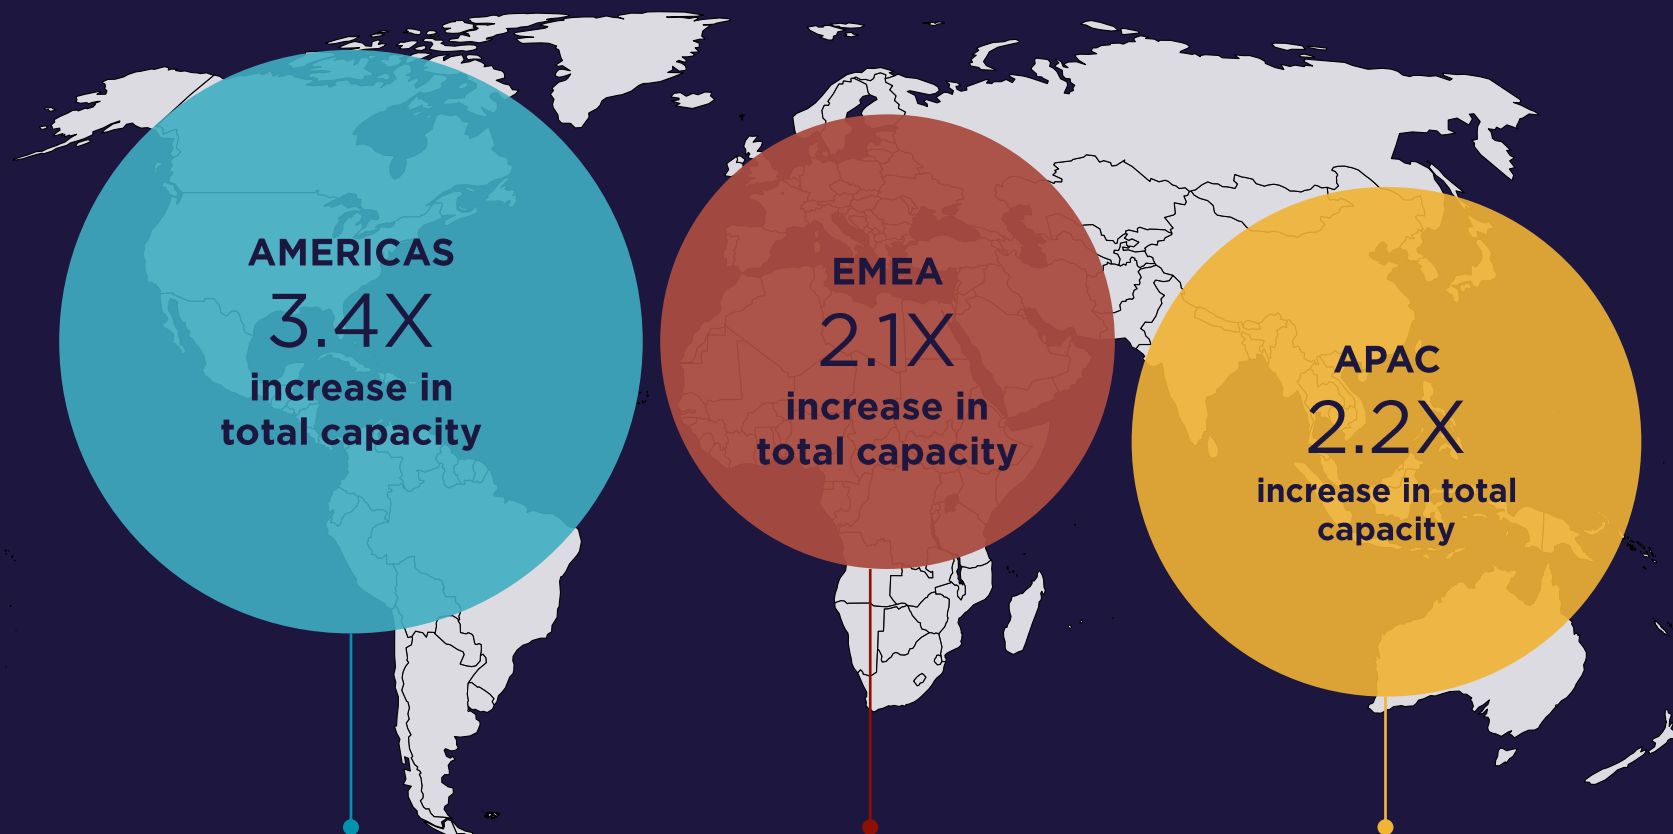 AMERICAS
3.4X
increase in
total capacity
EMEA
2.1X
increase in
total capacity
APAC
2.2X
increase in total
capacity